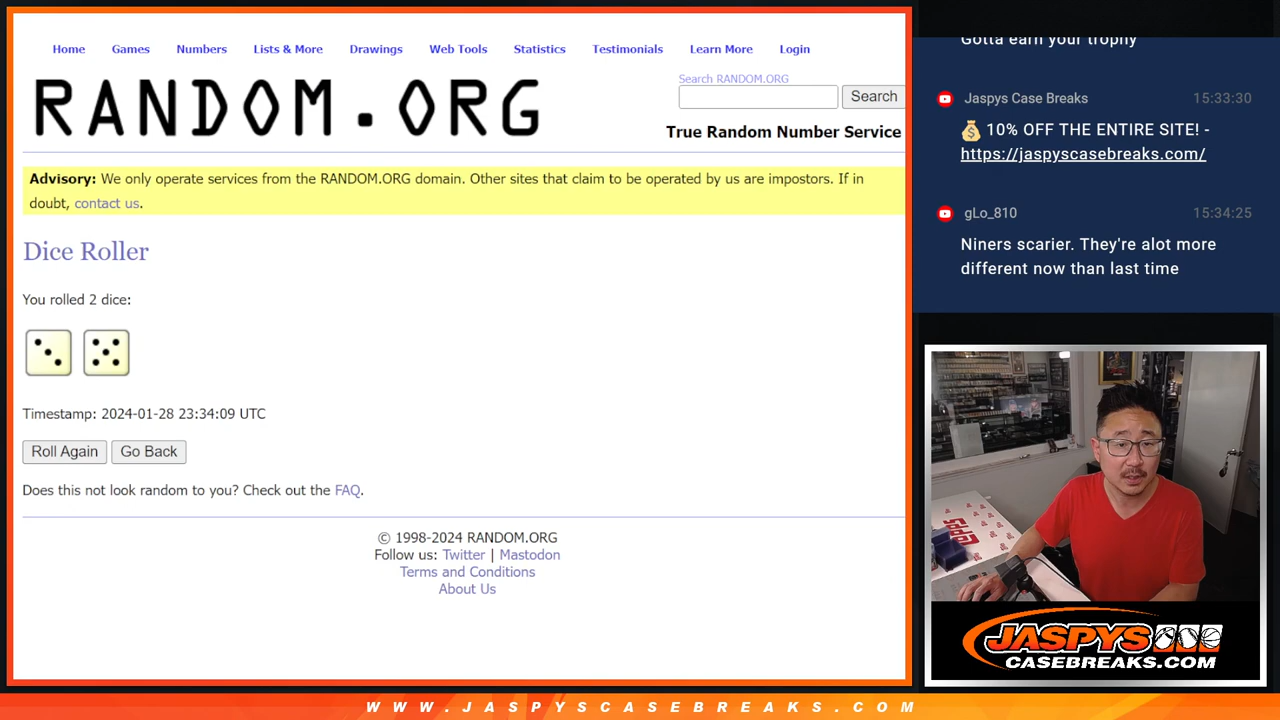 Home Games Numbers Lists & More Drawings Web Tools Statistics Testimonials Learn More Login
RANDOM.ORG
Search RANDOM.ORG
Search
True Random Number Service
Advisory: We only operate services from the RANDOM.ORG domain. Other sites that claim to be operated by us are impostors. If in
doubt, contact us.
Dice Roller
You rolled 2 dice:
Timestamp: 2024-01-28 23:34:09 UTC
Roll Again Go Back
Does this not look random to you? Check out the FAQ.
© 1998-2024 RANDOM.ORG
Follow us: Twitter | Mastodon
Terms and Conditions
About Us
Gotta earn your trophy
Jaspys Case Breaks 15:33:30
💰 10% OFF THE ENTIRE SITE! -
https://jaspyscasebreaks.com/
gLo_810 15:34:25
Niners scarier. They're alot more
different now than last time
JASPYS
CASEBREAKS.COM
WWW.JASPYSCASEBREAKS.COM